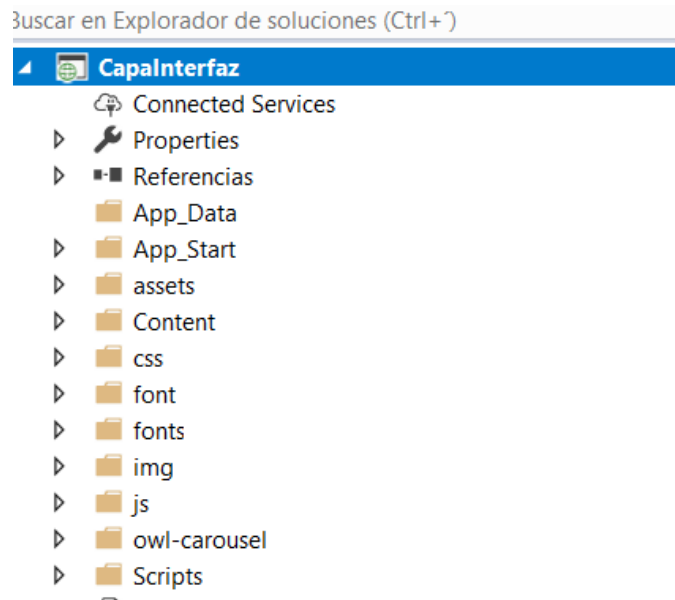 Buscar en Explorador de soluciones (Ctrl+´)
CapaInterfaz
Connected Services
Properties
Referencias
App_Data
App_Start
assets
Content
css
font
fonts
img
js
owl-carousel
Scripts